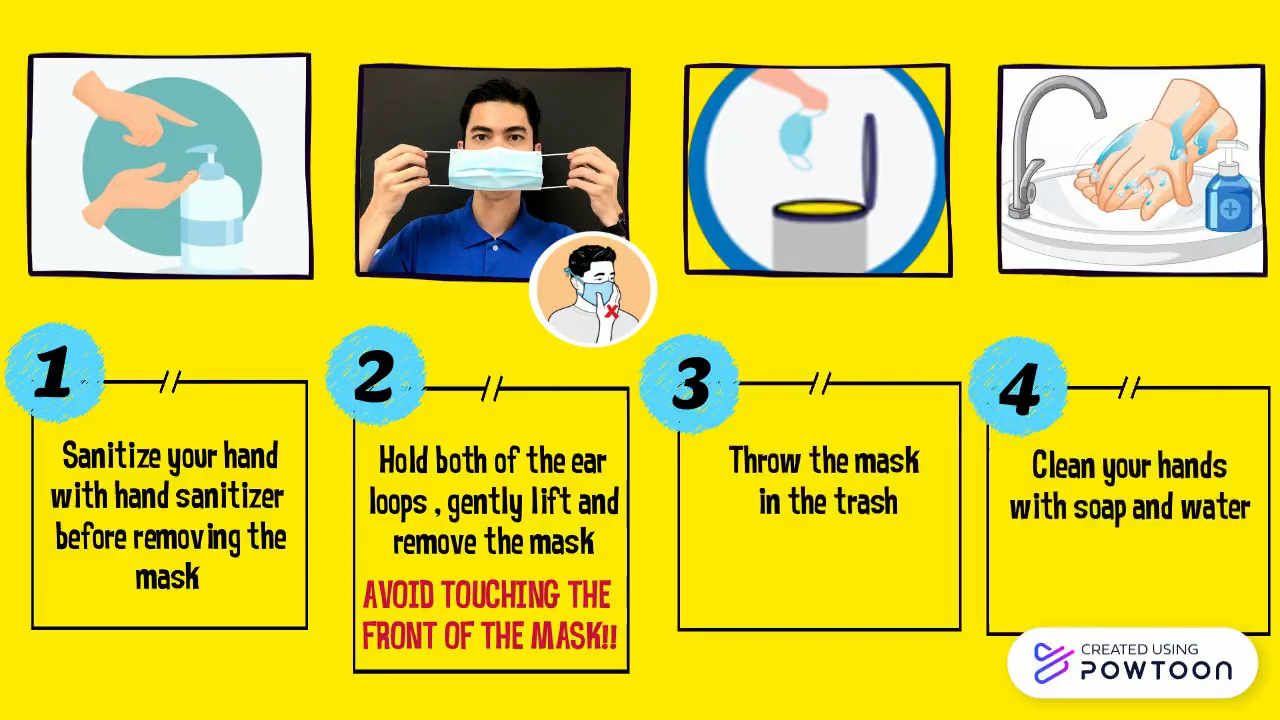 1
Sanitize your hand
with hand sanitizer
before removing the
mask
2
Hold both of the ear
loops , gently lift and
remove the mask
AVOID TOUCHING THE
FRONT OF THE MASK!!
3
Throw the mask
in the trash
4
Clean your hands
with soap and water
CREATED USING
POWTOON